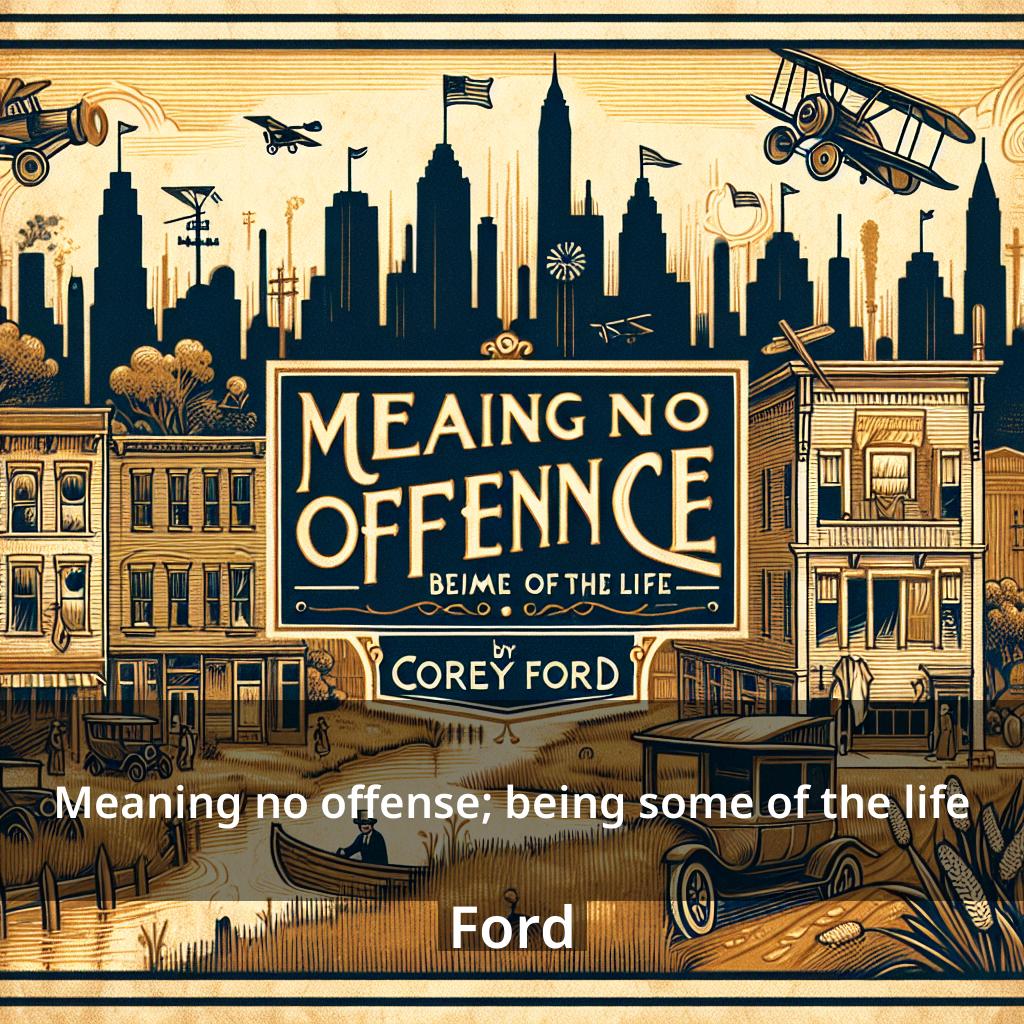 MEAING NO
OFFENNCE
BEIME OF THE LIFE
by
COREY FORD
Meaning no offense; being some of the life
Ford